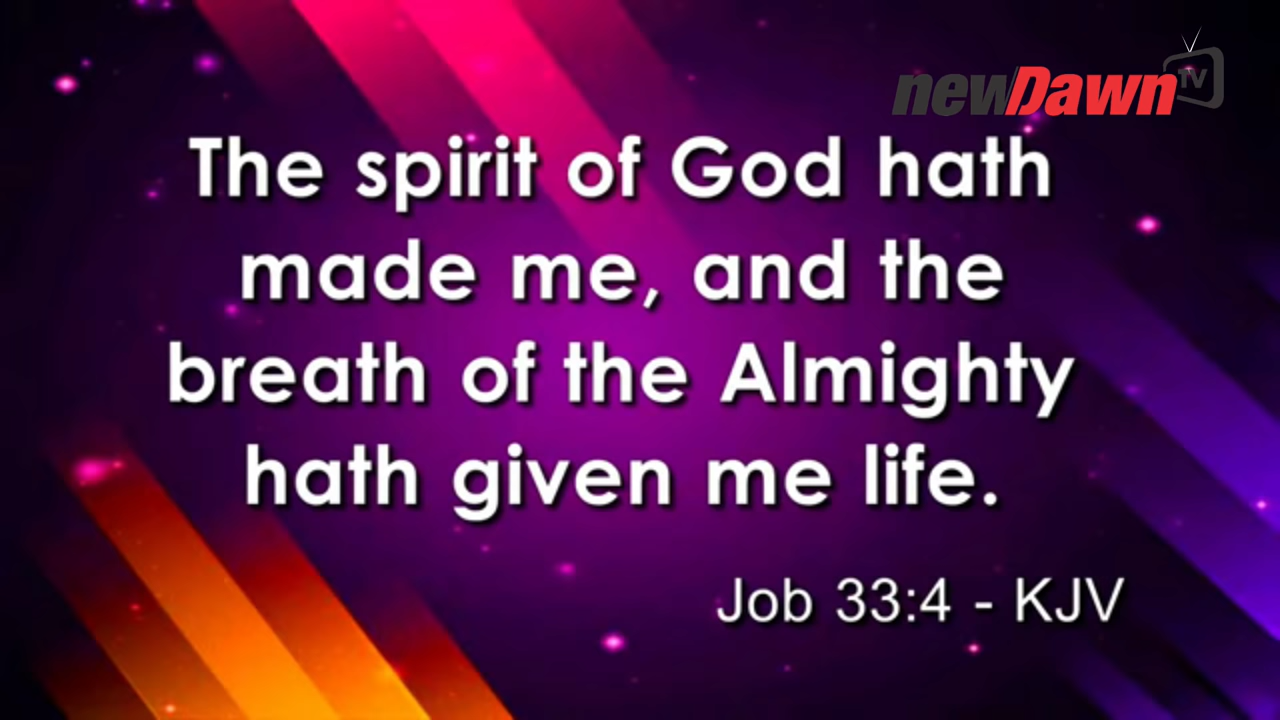 newDawn TV
The spirit of God hath
made me, and the
breath of the Almighty
hath given me life.
Job 33:4 - KJV